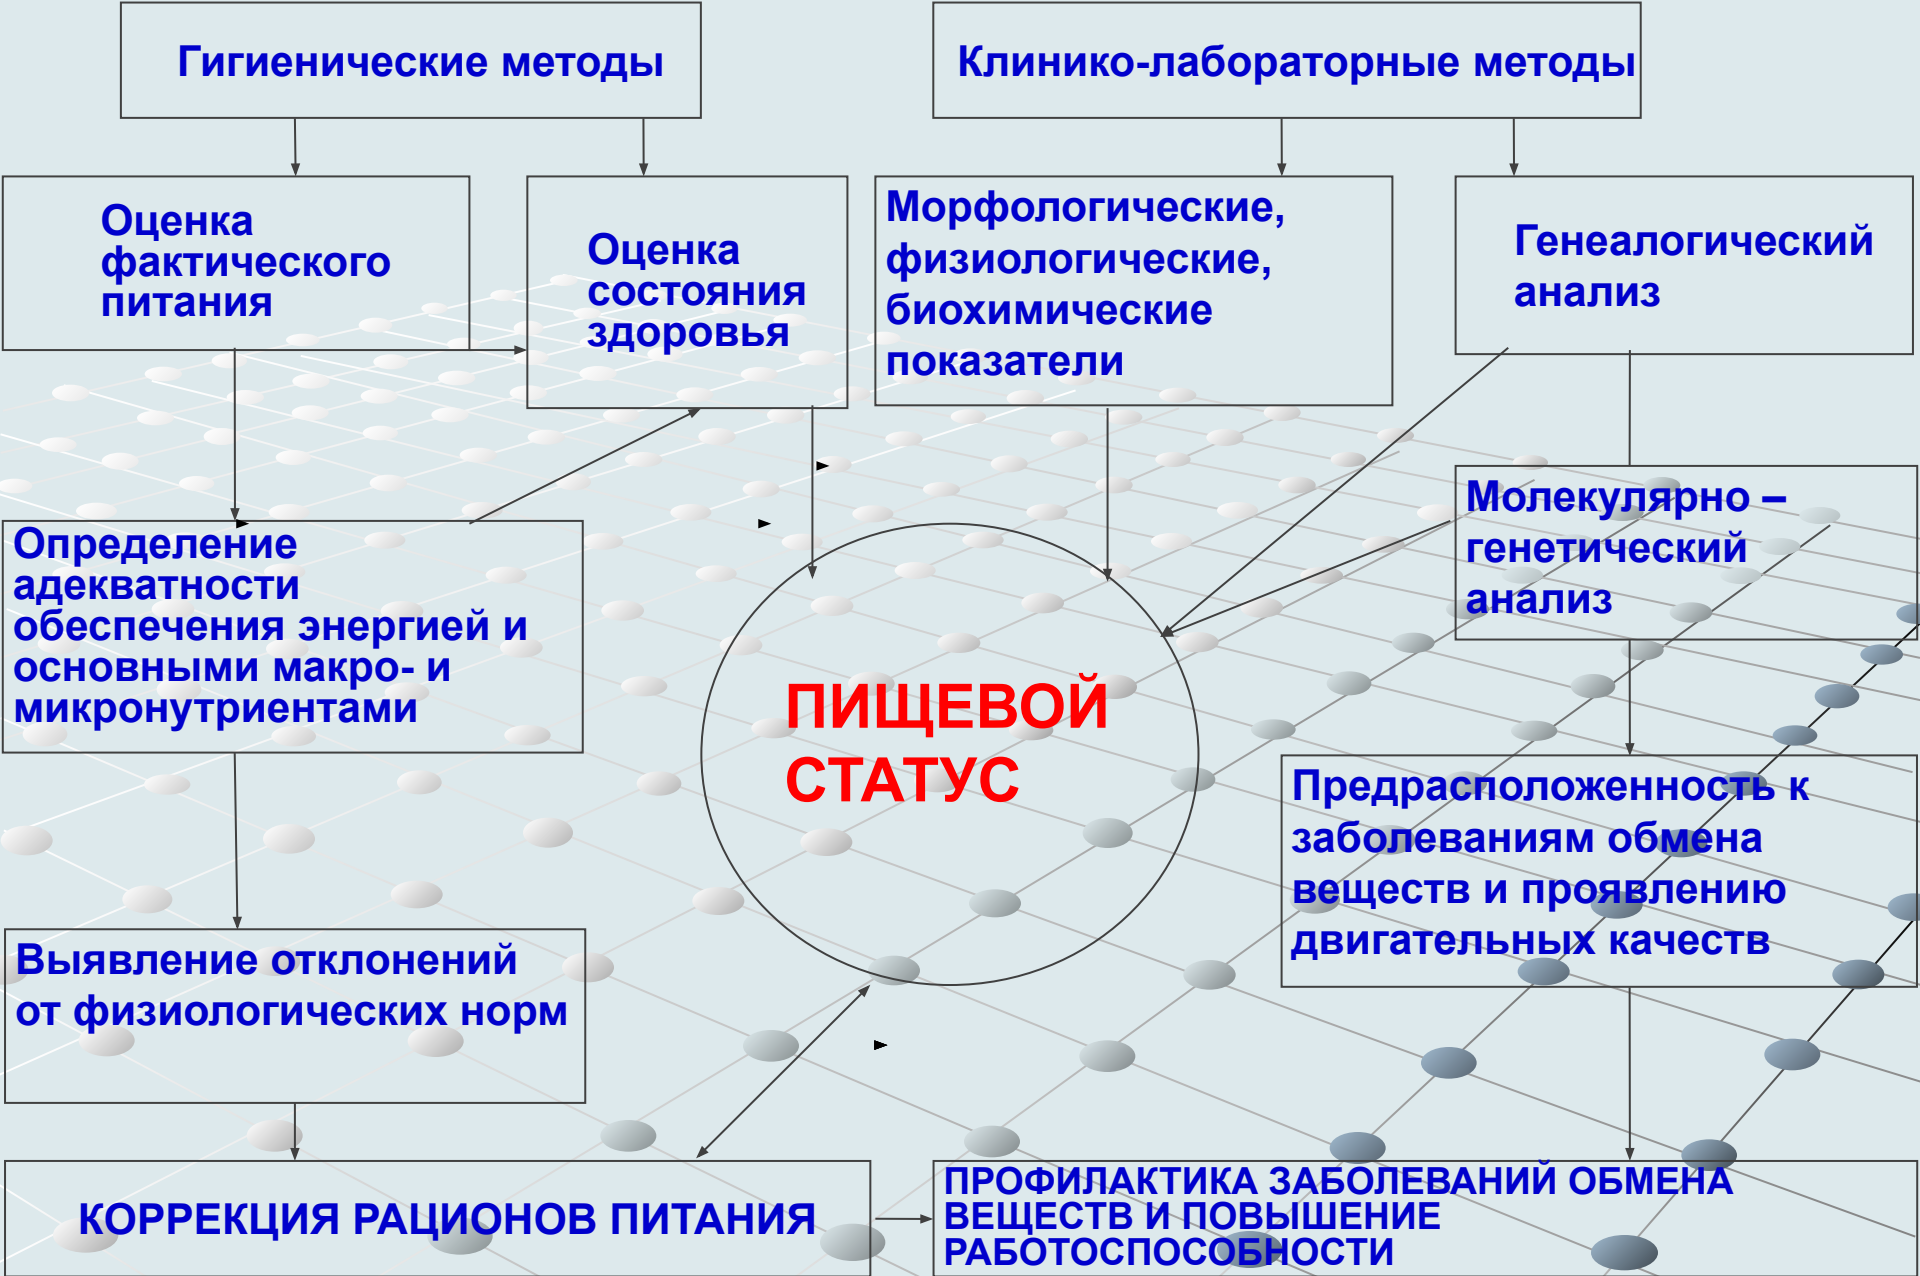 Гигиенические методы
Клинико-лабораторные методы
Оценка
фактического
питания
Оценка
состояния
здоровья
Морфологические,
физиологические,
биохимические
показатели
Генеалогический
анализ
Определение
адекватности
обеспечения энергией и
основными макро- и
микронутриентами
Молекулярно –
генетический
анализ
ПИЩЕВОЙ
СТАТУС
Предрасположенность к
заболеваниям обмена
веществ и проявлению
двигательных качеств
Выявление отклонений
от физиологических норм
КОРРЕКЦИЯ РАЦИОНОВ ПИТАНИЯ
ПРОФИЛАКТИКА ЗАБОЛЕВАНИЙ ОБМЕНА
ВЕЩЕСТВ И ПОВЫШЕНИЕ
РАБОТОСПОСОБНОСТИ